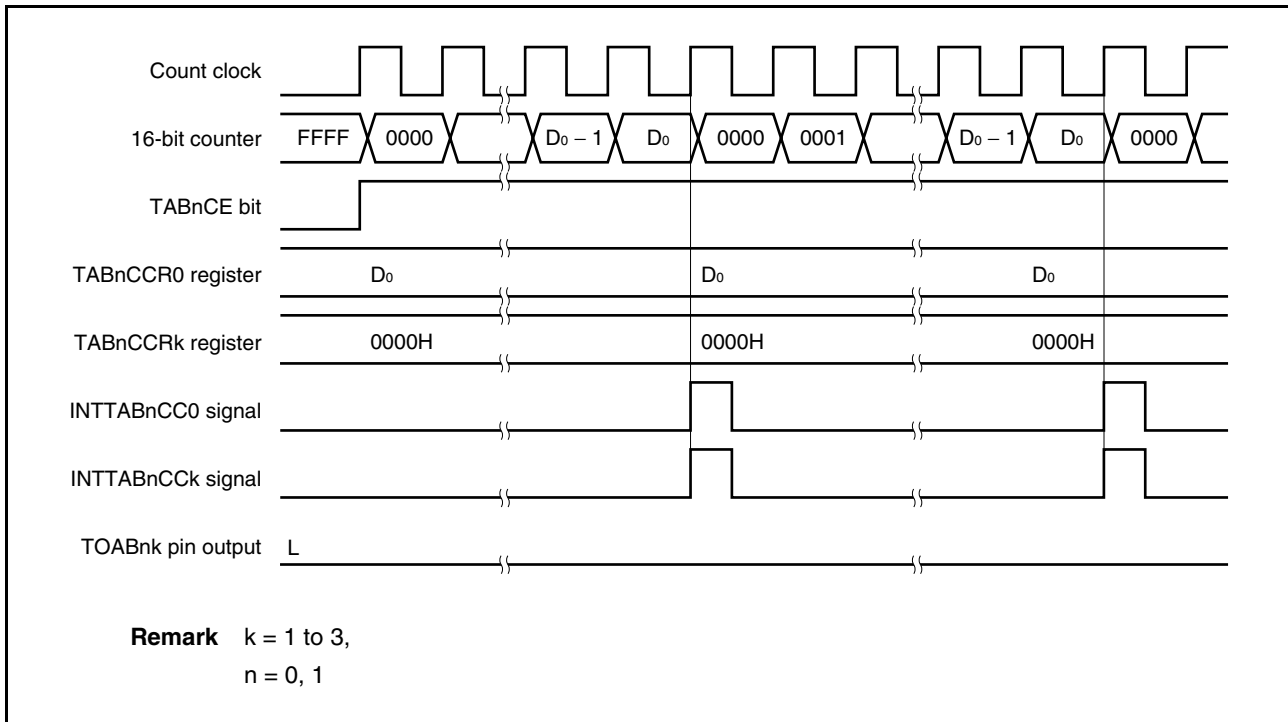 Count clock
16-bit counter FFFF 0000 D0 − 1 D0 0000 0001 D0 − 1 D0 0000
TABnCE bit
TABnCCR0 register D0 D0 D0
TABnCCRk register 0000H 0000H 0000H
INTTABnCC0 signal
INTTABnCCk signal
TOABnk pin output L
Remark k = 1 to 3,
n = 0, 1